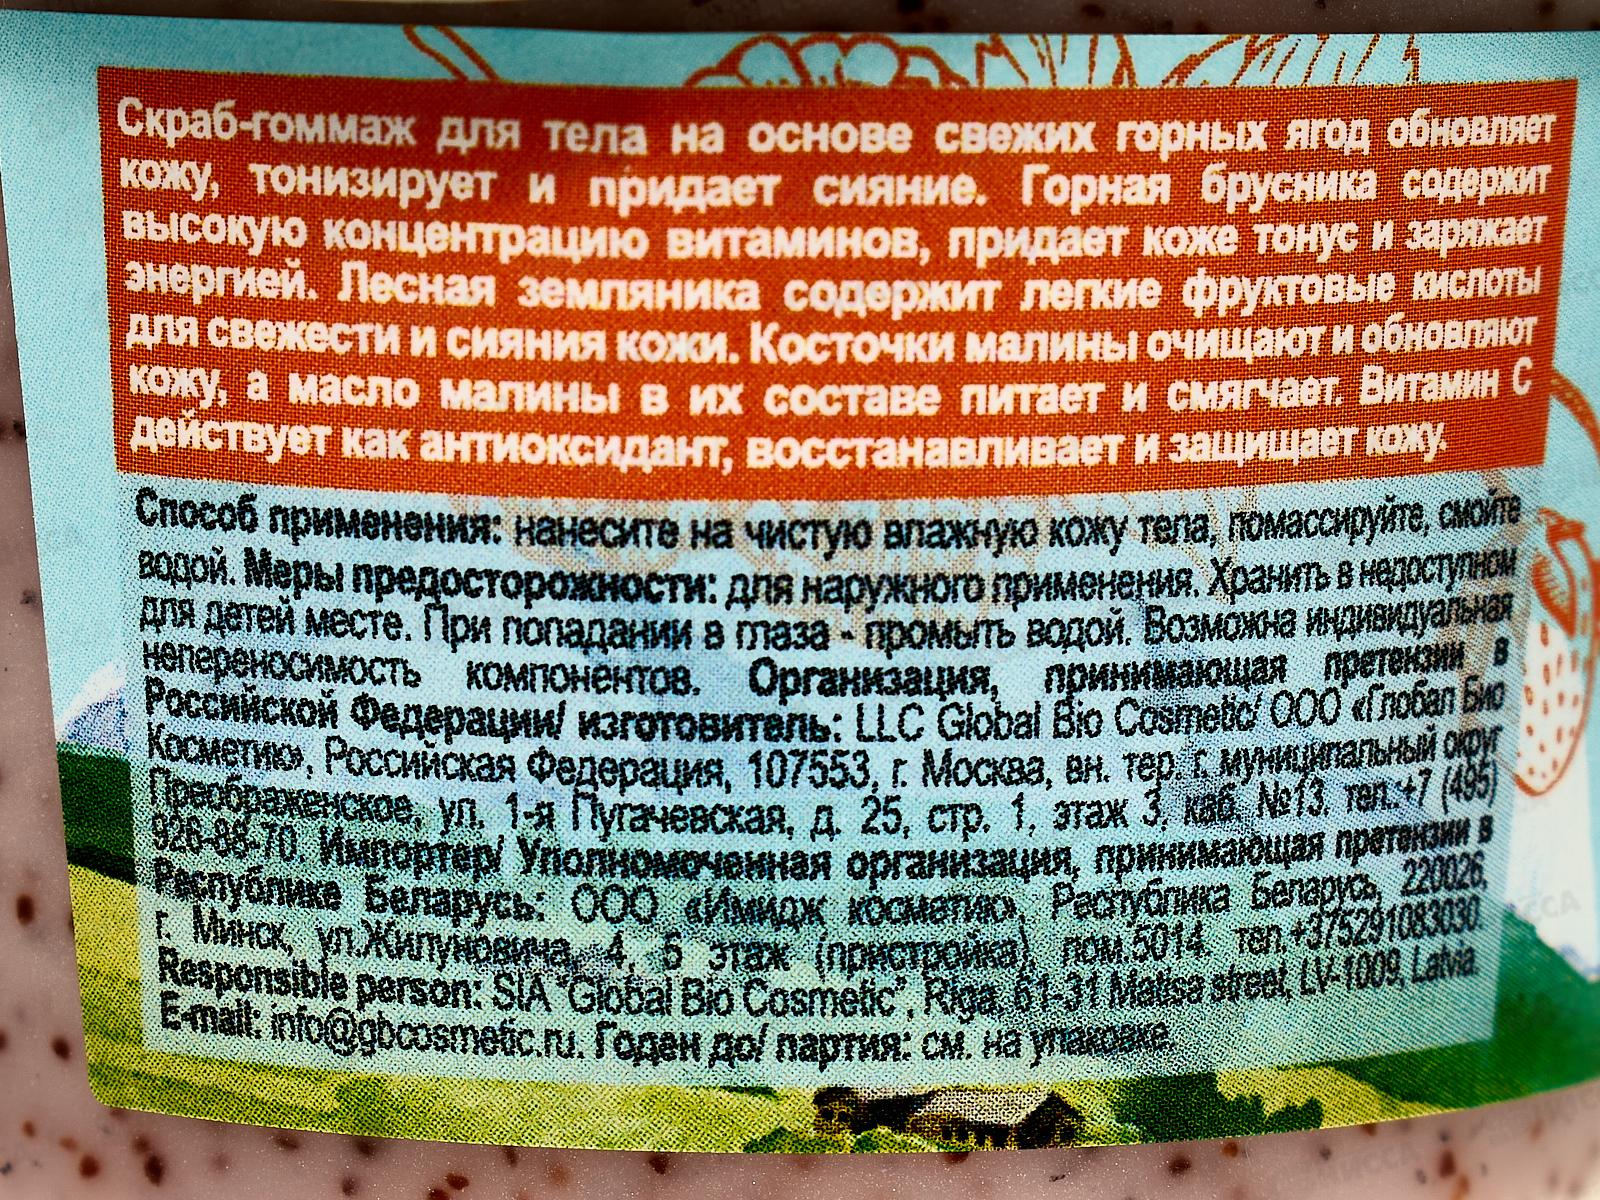 Скраб-гоммаж для тела на основе свежих горных ягод обновляет
кожу, тонизирует и придает сияние. Горная брусника содержит
высокую концентрацию витаминов, придает коже тонус и заряжает
энергией. Лесная земляника содержит легкие фруктовые кислоты
для свежести и сияния кожи. Косточки малины очищают и обновляют
кожу, а масло малины в их составе питает и смягчает. Витамин С
действует как антиоксидант, восстанавливает и защищает кожу.
Способ применения: нанесите на чистую влажную кожу тела, помассируйте, смойте
водой. Меры предосторожности: для наружного применения. Хранить в недоступном
для детей месте. При попадании в глаза - промыть водой. Возможна индивидуальная
непереносимость компонентов. Организация, принимающая претензии в
Российской Федерации/ изготовитель: LLC Global Bio Cosmetic/ ООО «Глобал Био
Косметик», Российская Федерация, 107553, г. Москва, вн. тер. г. муниципальный округ
Преображенское, ул. 1-я Пугачевская, д. 25, стр. 1, этаж 3, каб. №13. тел.:+7 (495)
926-88-70. Импортер/ Уполномоченная организация, принимающая претензии в
Республике Беларусь: ООО «Имидж косметик», Республика Беларусь, 220026,
г. Минск, ул.Жилуновича, 4, 6 этаж (пристройка), пом.5014. тел.+375291083030.
Responsible person: SIA "Global Bio Cosmetic", Riga, 61-31 Matisa street, LV-1009, Latvia.
E-mail: info@gbcosmetic.ru. Годен до/ партия: см. на упаковке.